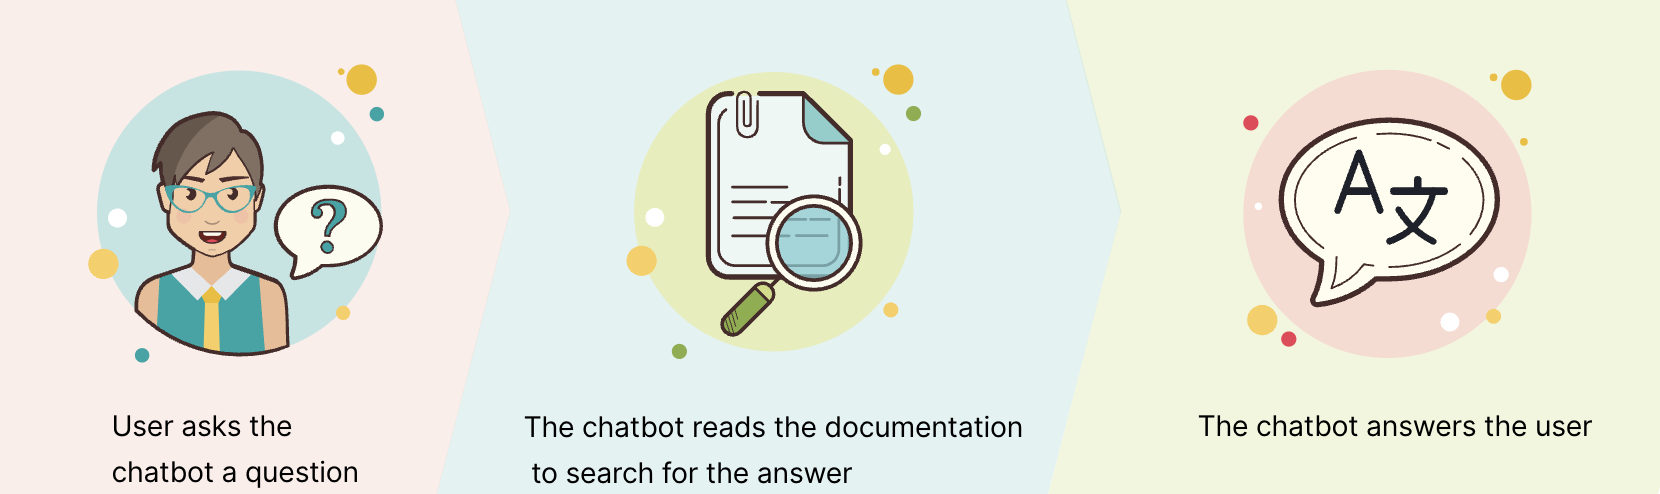 ?
A文
User asks the
chatbot a question
The chatbot reads the documentation
to search for the answer
The chatbot answers the user